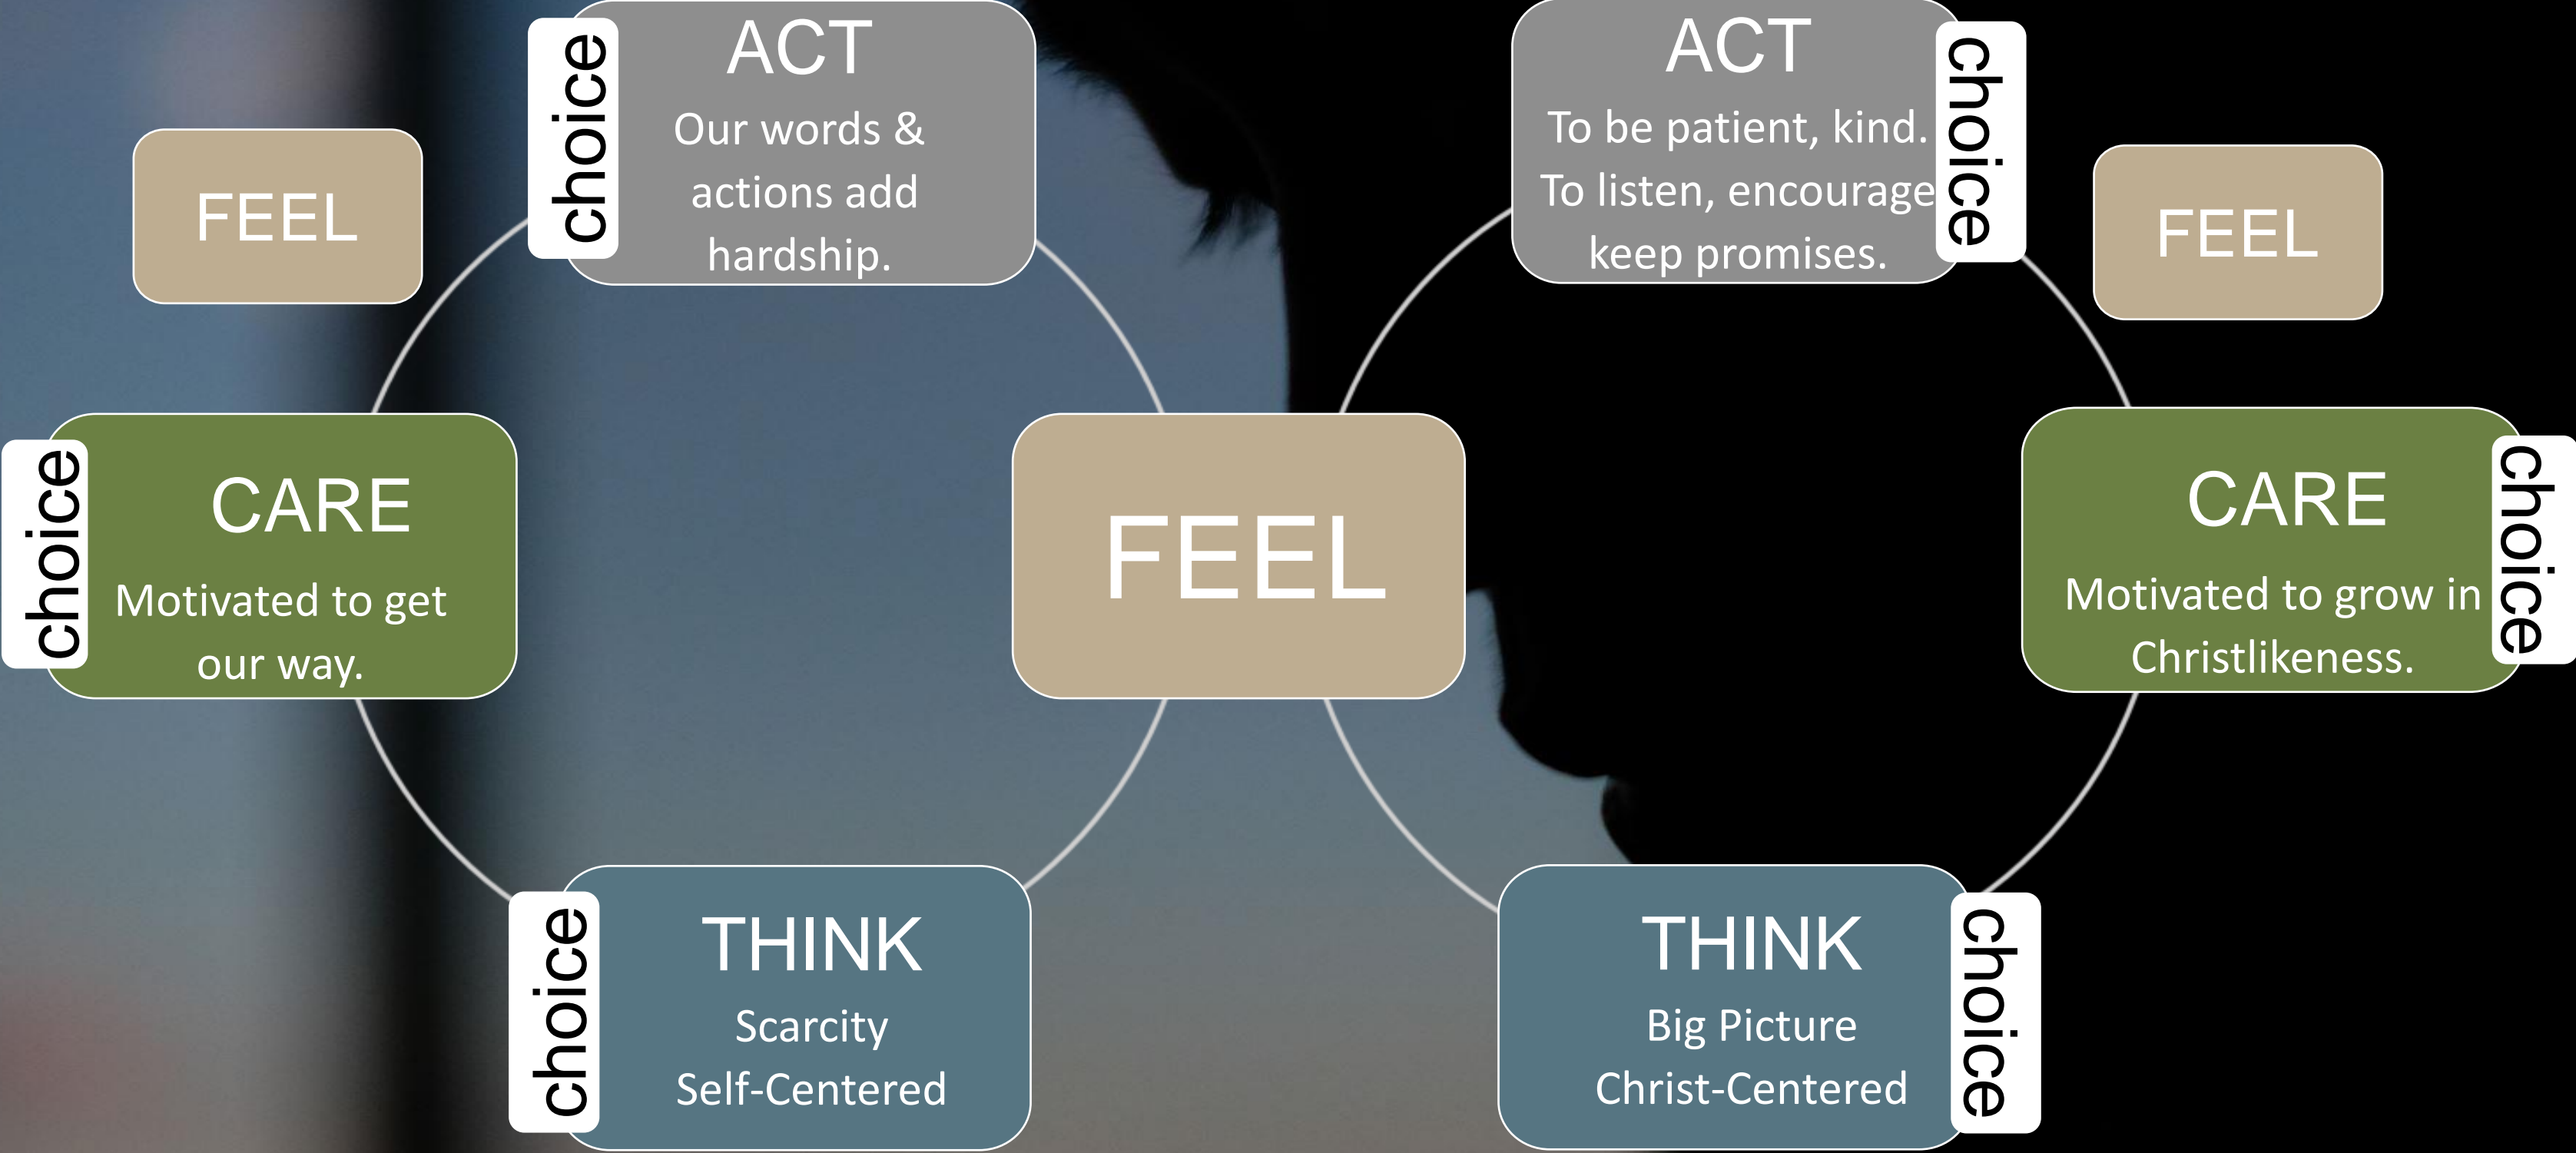 choice
ACT
Our words &
actions add
hardship.
ACT
To be patient, kind.
To listen, encourage
keep promises.
choice
FEEL
FEEL
choice
CARE
Motivated to get
our way.
FEEL
CARE
Motivated to grow in
Christlikeness.
choice
choice
THINK
Scarcity
Self-Centered
THINK
Big Picture
Christ-Centered
choice